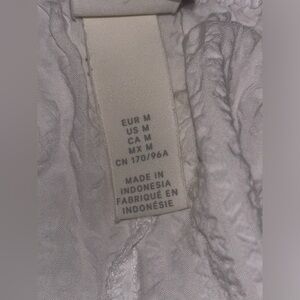 EUR M
US M
CA M
MX M
CN 170/96A
MADE IN
INDONESIA
FABRIQUÉ EN
INDONÉSIE